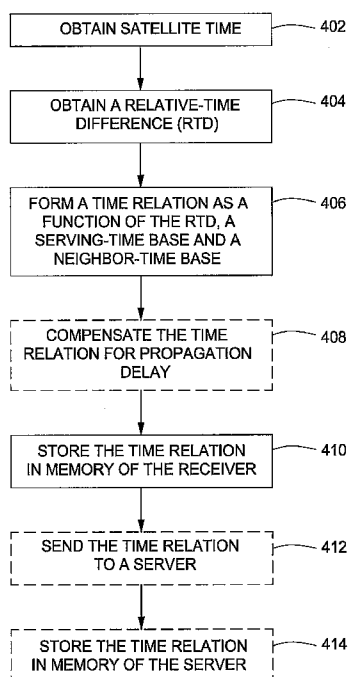 OBTAIN SATELLITE TIME
402
OBTAIN A RELATIVE-TIME
DIFFERENCE (RTD)
404
FORM A TIME RELATION AS A
FUNCTION OF THE RTD, A
SERVING-TIME BASE AND A
NEIGHBOR-TIME BASE
406
COMPENSATE THE TIME
RELATION FOR PROPAGATION
DELAY
408
STORE THE TIME RELATION
IN MEMORY OF THE RECEIVER
410
SEND THE TIME RELATION
TO A SERVER
412
STORE THE TIME RELATION
IN MEMORY OF THE SERVER
414